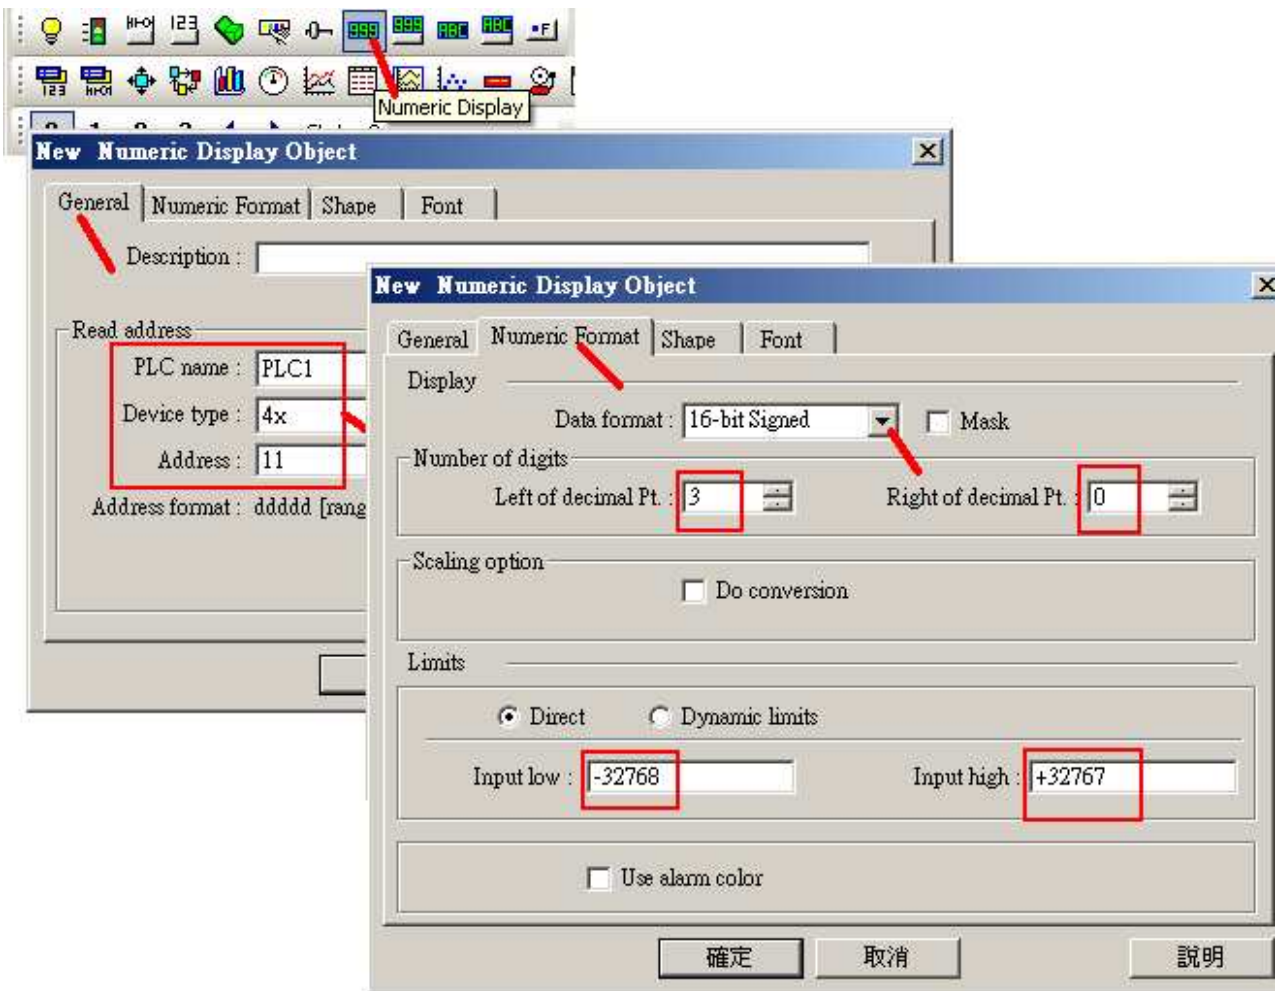 Numeric Display
New Numeric Display Object
General Numeric Format Shape Font
Description :
Read address
PLC name : PLC1
Device type : 4x
Address : 11
Address format : ddddd [rang
New Numeric Display Object
General Numeric Format Shape Font
Display
Data format : 16-bit Signed Mask
Number of digits
Left of decimal Pt. : 3 Right of decimal Pt. : 0
Scaling option
Do conversion
Limits
Direct Dynamic limits
Input low : -32768 Input high : +32767
Use alarm color
確定 取消 說明